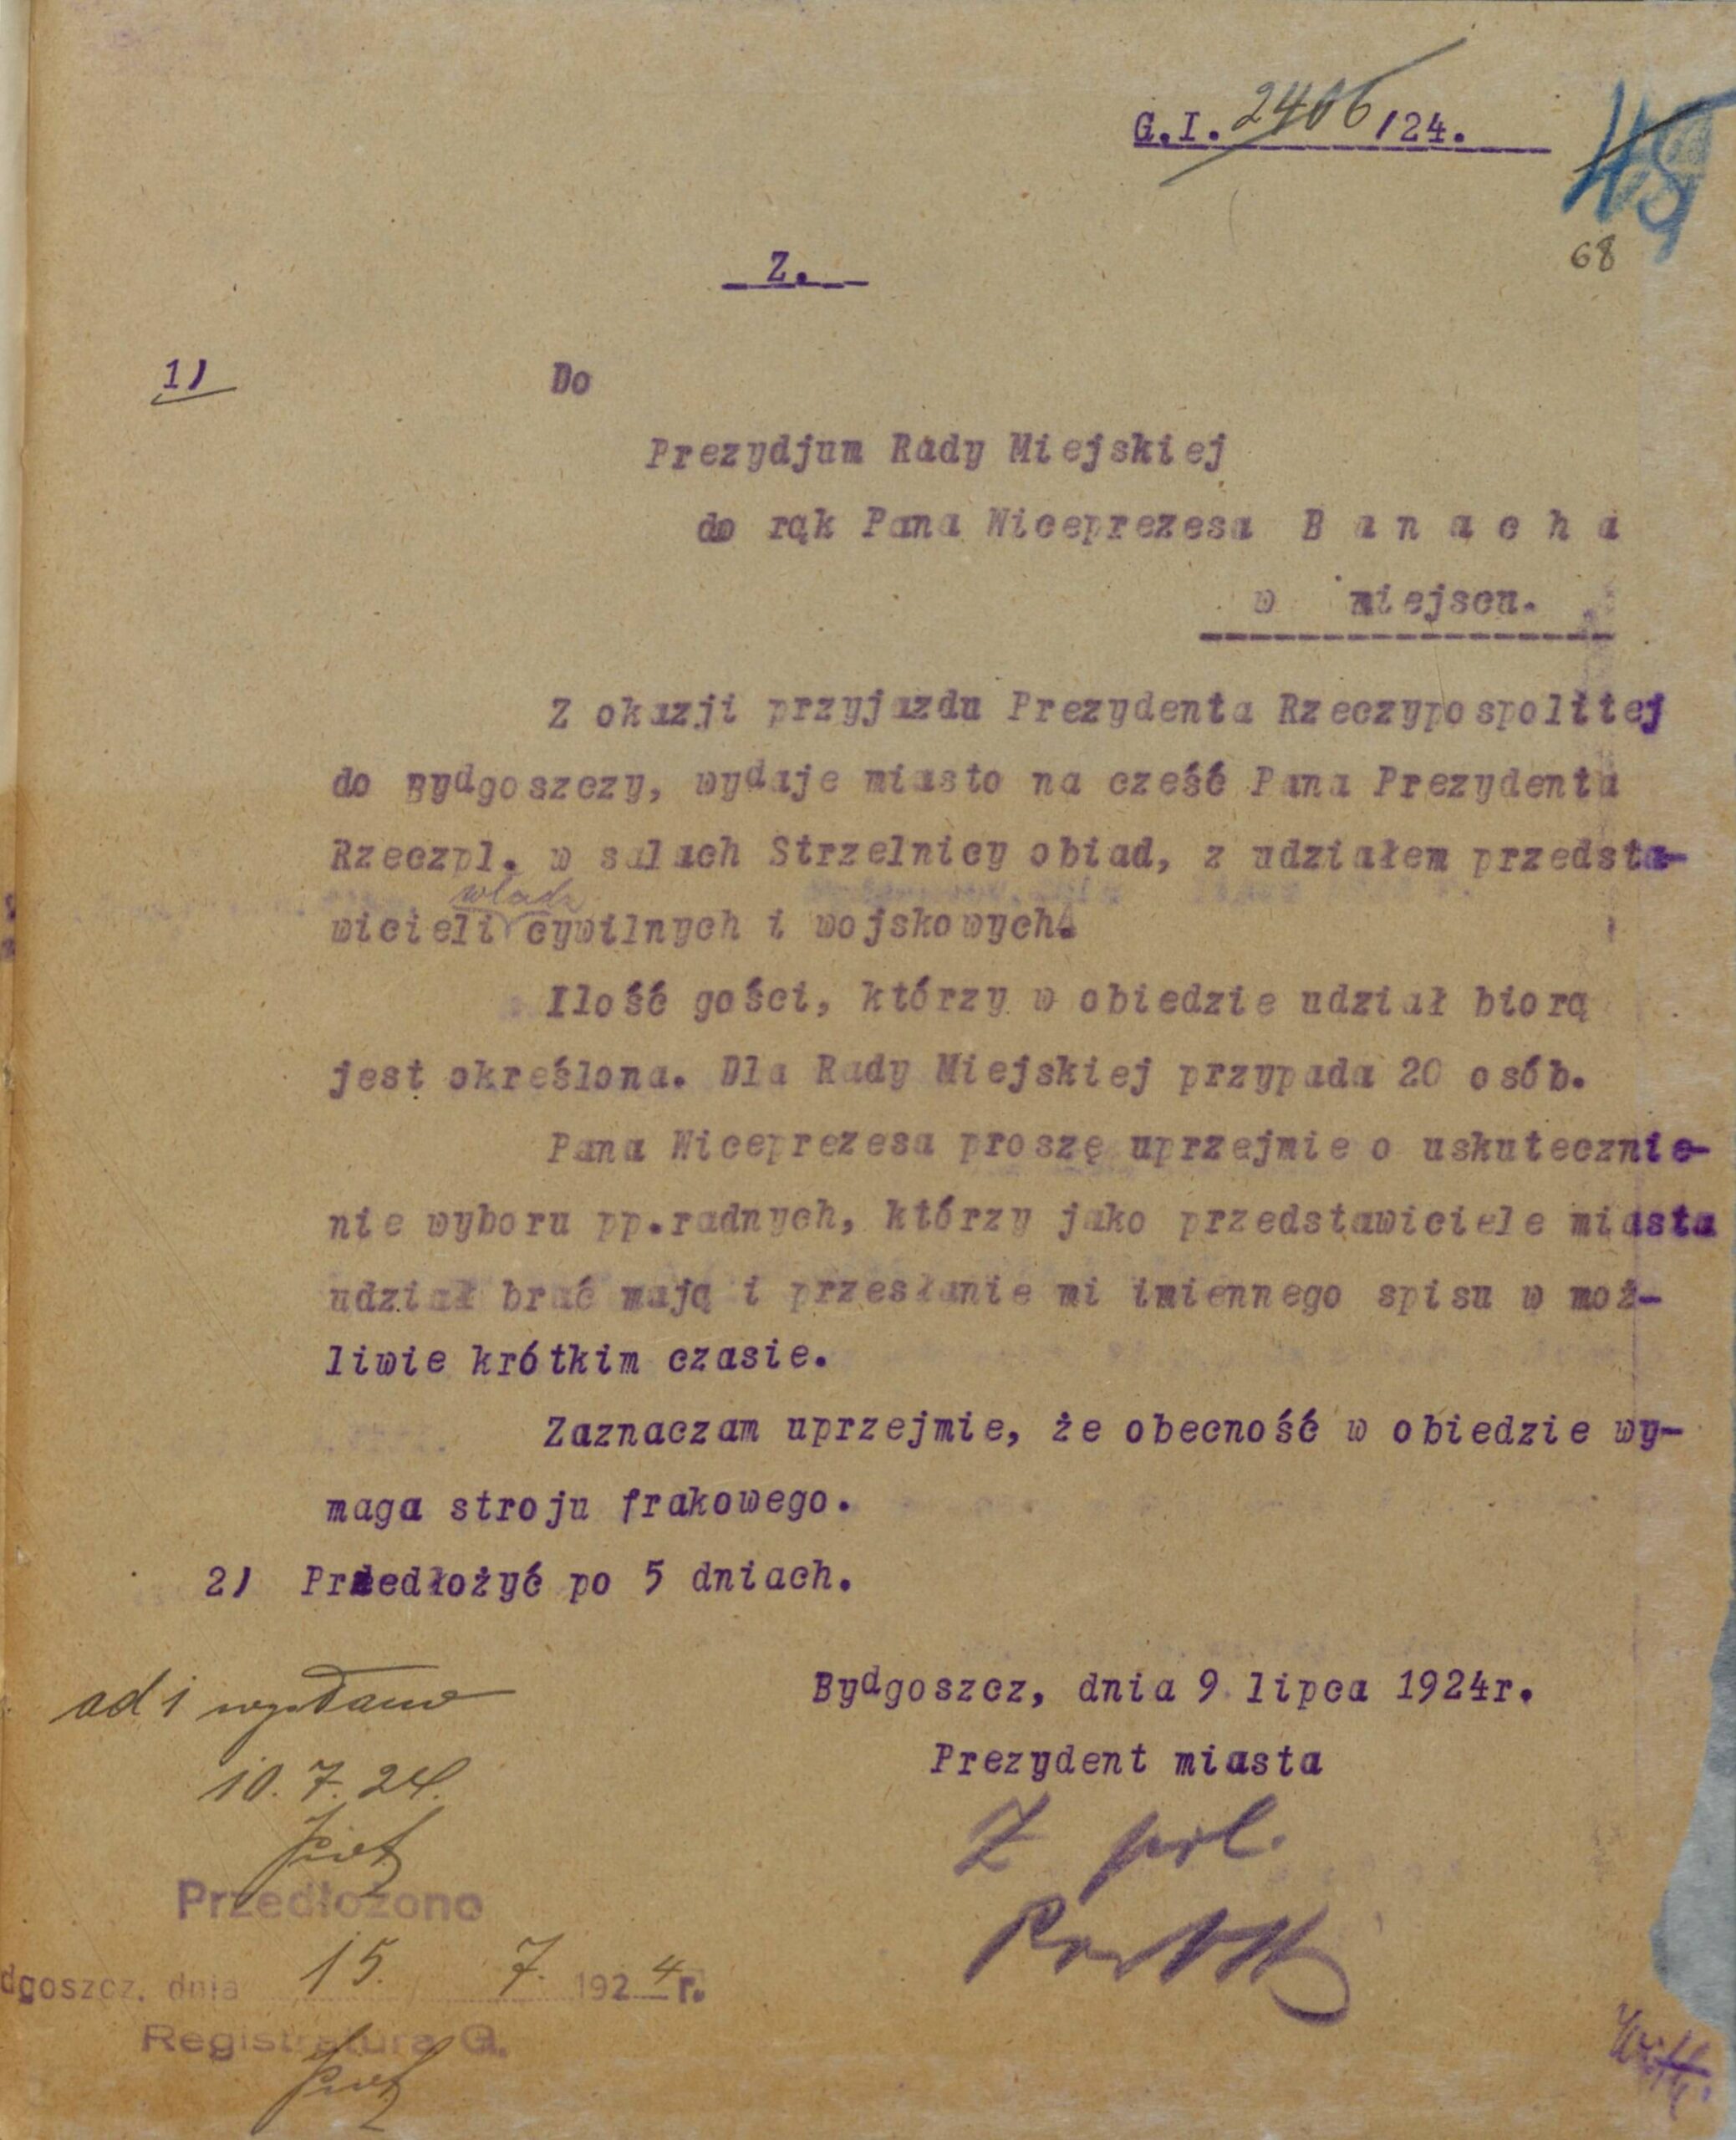 G.I. 2406/24.
48
68
Z.
1)
Do
Prezydjum Rady Miejskiej
do rąk Pana Wiceprezesa B a n a c h a
w miejscu.
Z okazji przyjazdu Prezydenta Rzeczypospolitej
do Bydgoszczy, wydaje miasto na cześć Pana Prezydenta
Rzeczpl. w salach Strzelnicy obiad, z udziałem przedsta-
władz
wicieli cywilnych i wojskowych.
Ilość gości, którzy w obiedzie udział biorą
jest określona. Dla Rady Miejskiej przypada 20 osób.
Pana Wiceprezesa proszę uprzejmie o uskutecznie-
nie wyboru pp.radnych, którzy jako przedstawiciele miasta
udział brać mają i przesłanie mi imiennego spisu w moż-
liwie krótkim czasie.
Zaznaczam uprzejmie, że obecność w obiedzie wy-
maga stroju frakowego.
2) Przedłożyć po 5 dniach.
Bydgoszcz, dnia 9 lipca 1924r.
Prezydent miasta
ad 1 wysłano
10.7.24.
Przedłożono
dgoszcz, dnia 15. 7. 1924 r.
Registratura G.